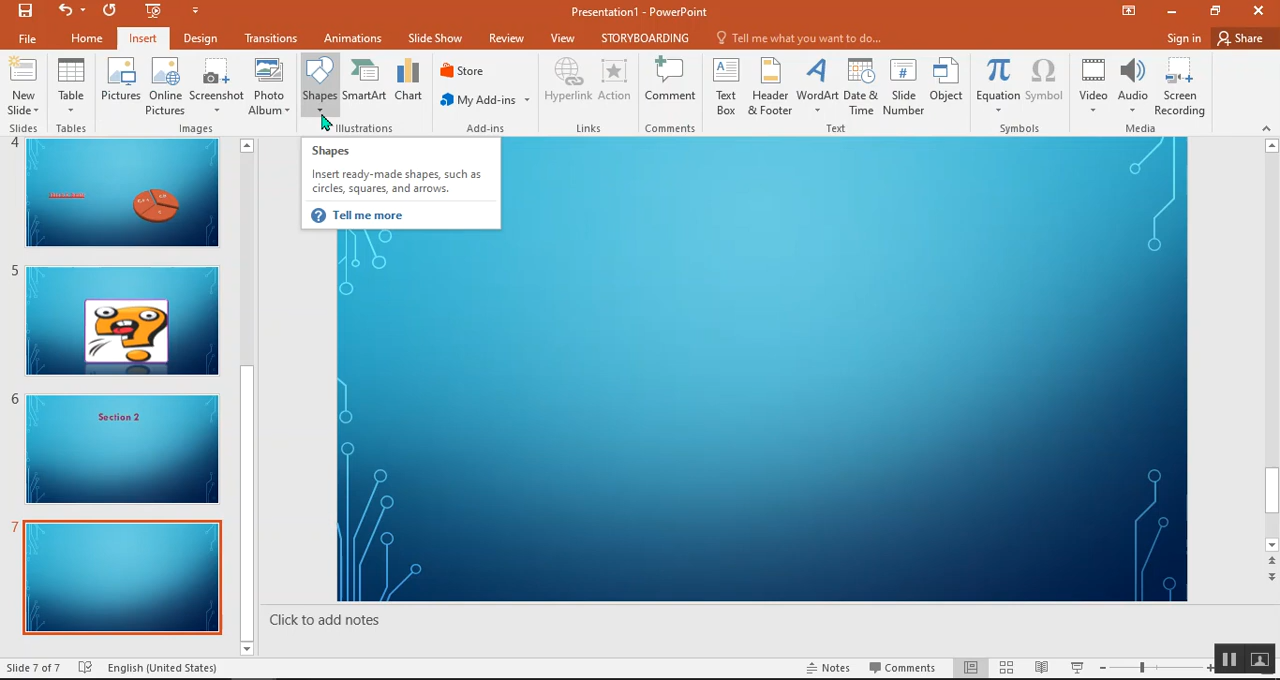 Presentation1 - PowerPoint
File Home Insert Design Transitions Animations Slide Show Review View STORYBOARDING Tell me what you want to do... Sign in Share
New Slide
Table
Pictures
Online Pictures
Screenshot
Photo Album
Shapes
SmartArt
Chart
Store
My Add-ins
Hyperlink
Action
Comment
Text Box
Header & Footer
WordArt
Date & Time
Slide Number
Object
Equation
Symbol
Video
Audio
Screen Recording
Slides Tables Images Illustrations Add-ins Links Comments Text Symbols Media
Shapes
Insert ready-made shapes, such as
circles, squares, and arrows.
? Tell me more
4
5
6
Section 2
7
Click to add notes
Slide 7 of 7 English (United States) Notes Comments